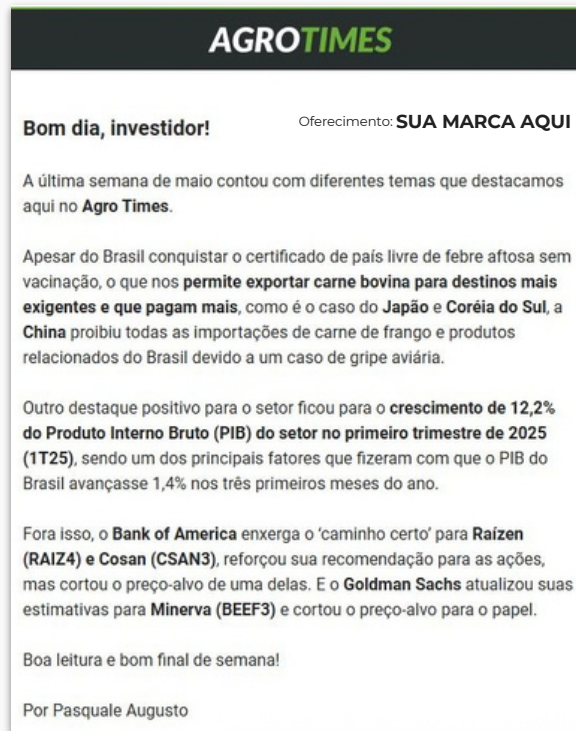 AGROTIMES
Bom dia, investidor!
Oferecimento: SUA MARCA AQUI
A última semana de maio contou com diferentes temas que destacamos
aqui no Agro Times.
Apesar do Brasil conquistar o certificado de país livre de febre aftosa sem
vacinação, o que nos permite exportar carne bovina para destinos mais
exigentes e que pagam mais, como é o caso do Japão e Coréia do Sul, a
China proibiu todas as importações de carne de frango e produtos
relacionados do Brasil devido a um caso de gripe aviária.
Outro destaque positivo para o setor ficou para o crescimento de 12,2%
do Produto Interno Bruto (PIB) do setor no primeiro trimestre de 2025
(1T25), sendo um dos principais fatores que fizeram com que o PIB do
Brasil avançasse 1,4% nos três primeiros meses do ano.
Fora isso, o Bank of America enxerga o ‘caminho certo’ para Raízen
(RAIZ4) e Cosan (CSAN3), reforçou sua recomendação para as ações,
mas cortou o preço-alvo de uma delas. E o Goldman Sachs atualizou suas
estimativas para Minerva (BEEF3) e cortou o preço-alvo para o papel.
Boa leitura e bom final de semana!
Por Pasquale Augusto